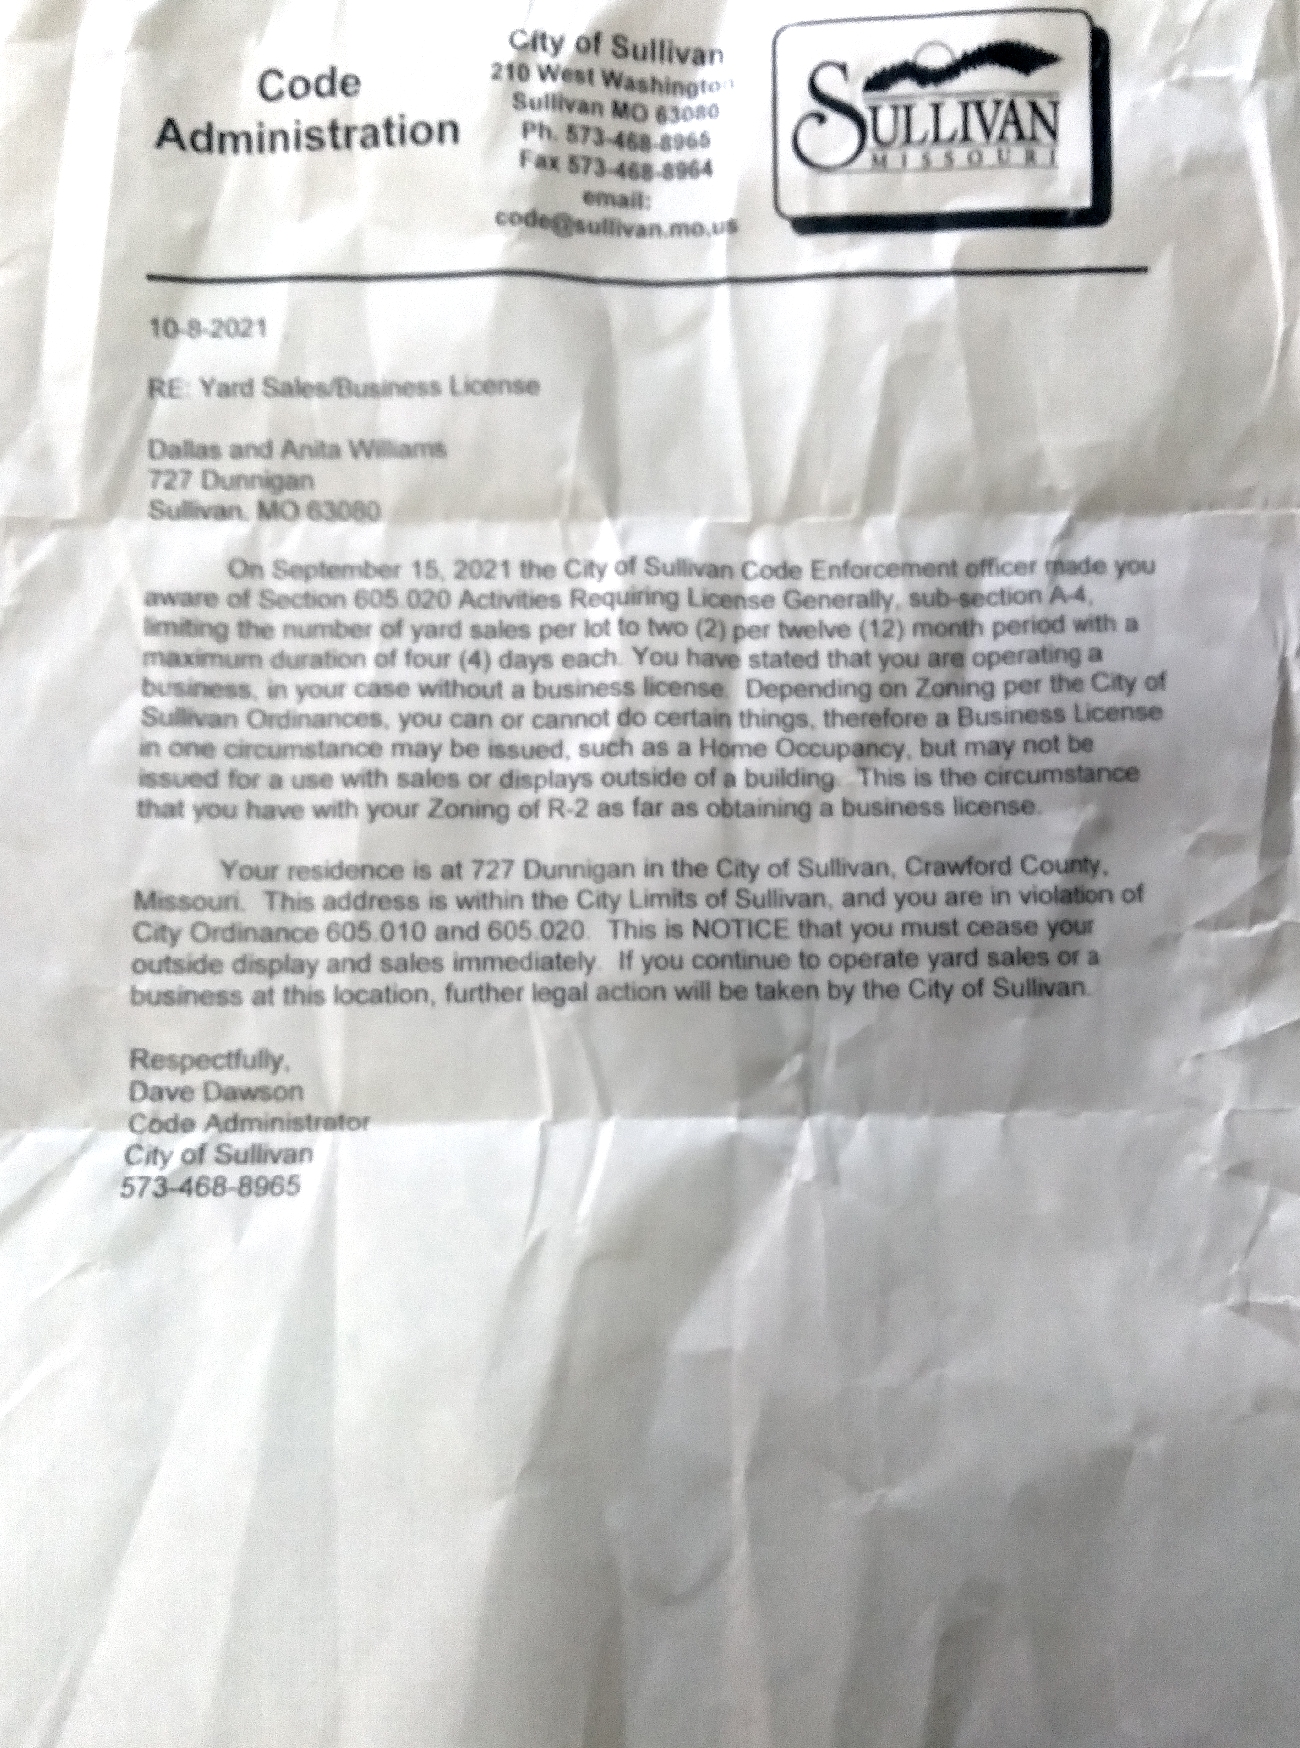 Code
Administration
City of Sullivan
210 West Washington
Sullivan MO 63080
Ph. 573-468-8965
Fax 573-468-8964
email:
code@sullivan.mo.us
SULLIVAN
MISSOURI
10-8-2021
RE: Yard Sales/Business License
Dallas and Anita Williams
727 Dunnigan
Sullivan, MO 63080
On September 15, 2021 the City of Sullivan Code Enforcement officer made you
aware of Section 605.020 Activities Requiring License Generally, sub-section A-4,
limiting the number of yard sales per lot to two (2) per twelve (12) month period with a
maximum duration of four (4) days each. You have stated that you are operating a
business, in your case without a business license. Depending on Zoning per the City of
Sullivan Ordinances, you can or cannot do certain things, therefore a Business License
in one circumstance may be issued, such as a Home Occupancy, but may not be
issued for a use with sales or displays outside of a building. This is the circumstance
that you have with your Zoning of R-2 as far as obtaining a business license.
Your residence is at 727 Dunnigan in the City of Sullivan, Crawford County,
Missouri. This address is within the City Limits of Sullivan, and you are in violation of
City Ordinance 605.010 and 605.020. This is NOTICE that you must cease your
outside display and sales immediately. If you continue to operate yard sales or a
business at this location, further legal action will be taken by the City of Sullivan.
Respectfully,
Dave Dawson
Code Administrator
City of Sullivan
573-468-8965